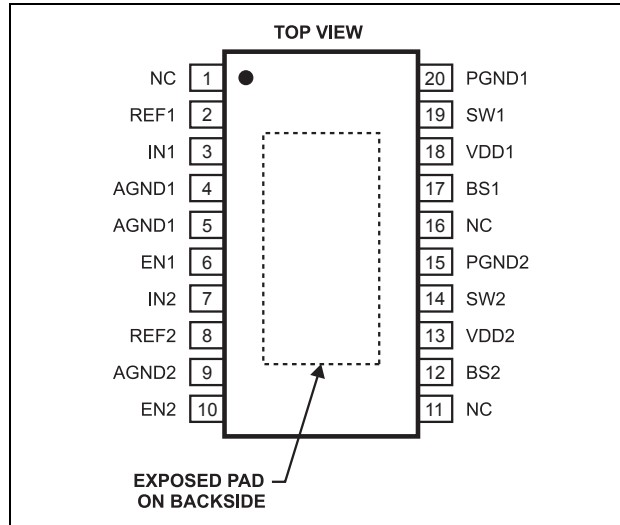 TOP VIEW
NC 1 20 PGND1
REF1 2 19 SW1
IN1 3 18 VDD1
AGND1 4 17 BS1
AGND1 5 16 NC
EN1 6 15 PGND2
IN2 7 14 SW2
REF2 8 13 VDD2
AGND2 9 12 BS2
EN2 10 11 NC
EXPOSED PAD
ON BACKSIDE